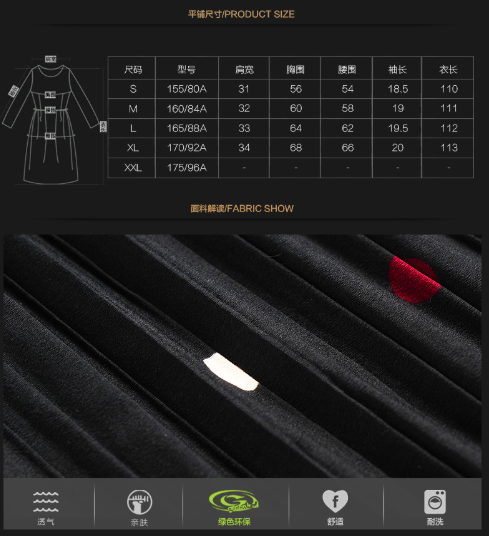 平铺尺寸/PRODUCT SIZE
尺码 型号 肩宽 胸围 腰围 袖长 衣长
S 155/80A 31 56 54 18.5 110
M 160/84A 32 60 58 19 111
L 165/88A 33 64 62 19.5 112
XL 170/92A 34 68 66 20 113
XXL 175/96A - - - - -
面料解读/FABRIC SHOW
透气 亲肤 绿色环保 舒适 耐洗